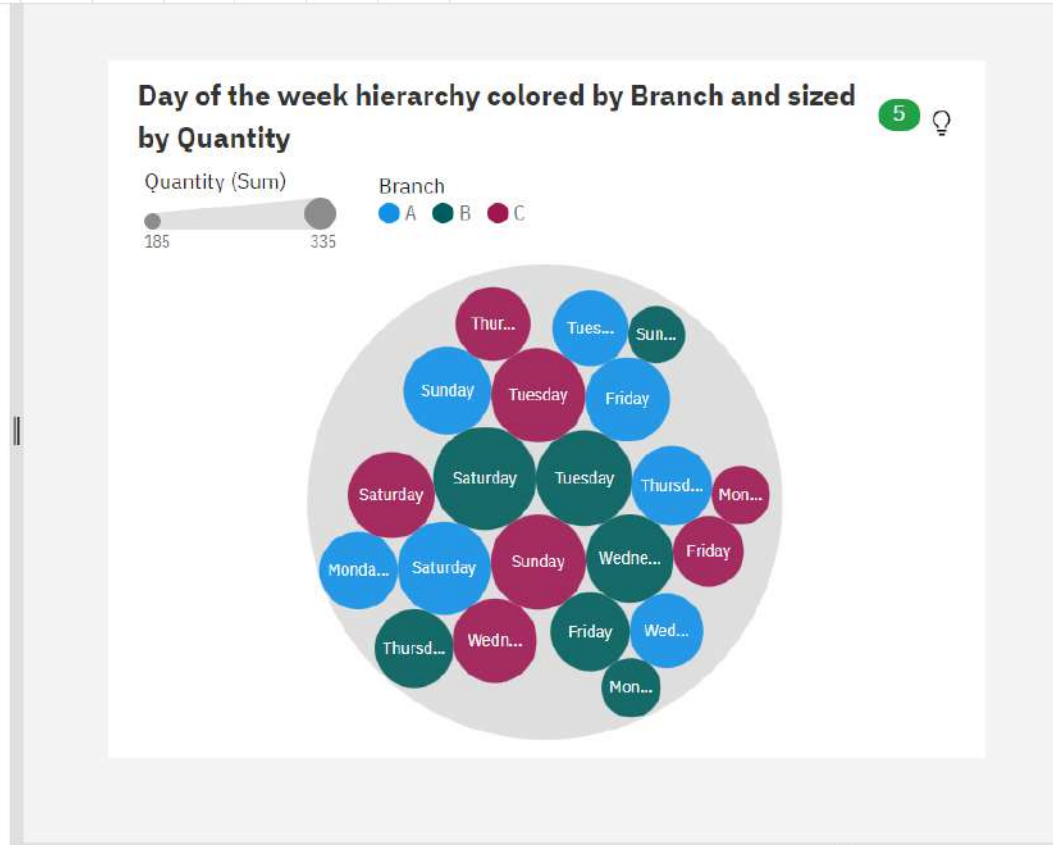 Day of the week hierarchy colored by Branch and sized
by Quantity
5
Quantity (Sum)
185
335
Branch
A
B
C
Thur...
Tues...
Sun...
Sunday
Tuesday
Friday
Saturday
Tuesday
Thursd...
Mon...
Saturday
Monda...
Saturday
Sunday
Wedne...
Friday
Thursd...
Wedn...
Friday
Wed...
Mon...